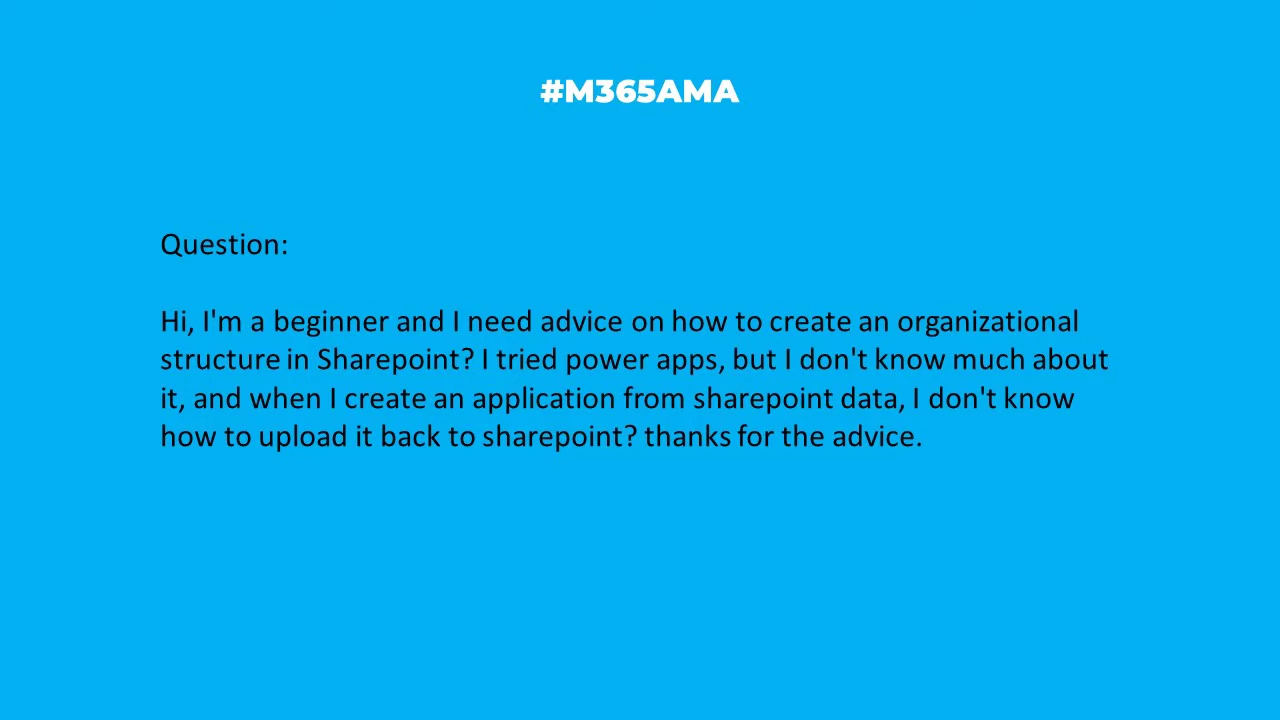 #M365AMA
Question:
Hi, I'm a beginner and I need advice on how to create an organizational
structure in Sharepoint? I tried power apps, but I don't know much about
it, and when I create an application from sharepoint data, I don't know
how to upload it back to sharepoint? thanks for the advice.